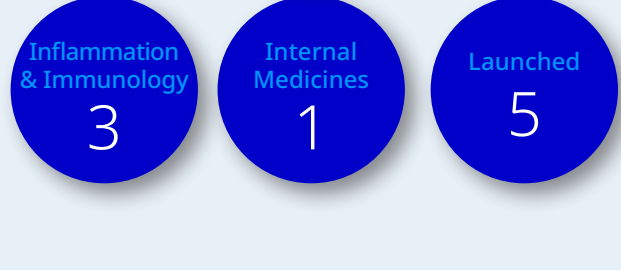 Inflammation
& Immunology
3
Internal
Medicines
1
Launched
5